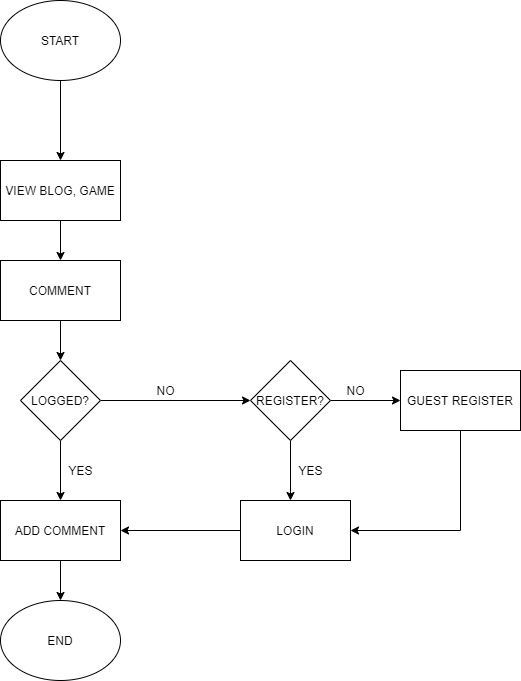 START
VIEW BLOG, GAME
COMMENT
LOGGED?
NO
REGISTER?
NO
GUEST REGISTER
YES
YES
ADD COMMENT
LOGIN
END